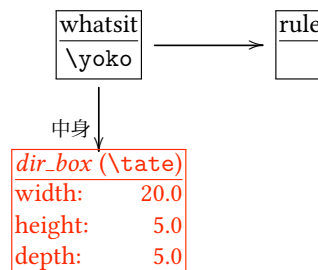 whatsit
\yoko
rule
中身
dir_box (\tate)
width: 20.0
height: 5.0
depth: 5.0